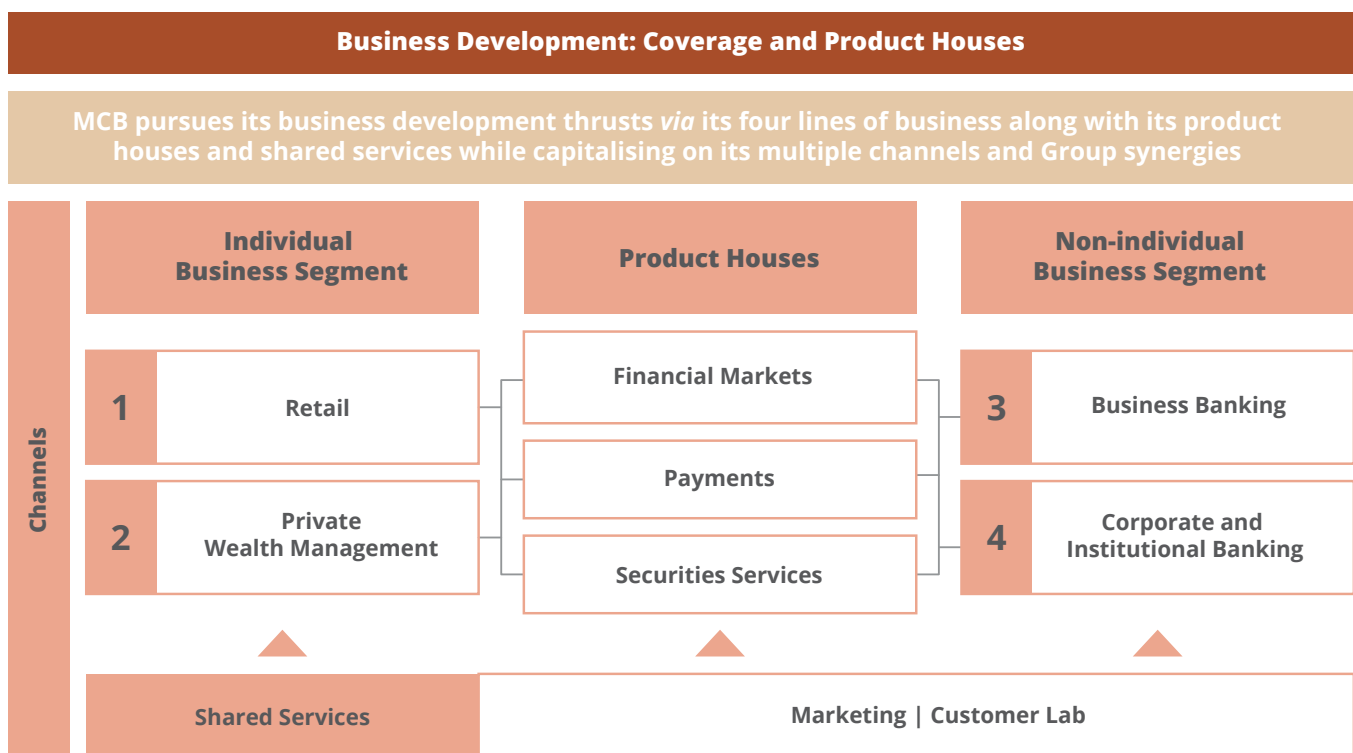 Business Development: Coverage and Product Houses
MCB pursues its business development thrusts via its four lines of business along with its product
houses and shared services while capitalising on its multiple channels and Group synergies
Channels
Individual
Business Segment
Product Houses
Non-individual
Business Segment
1
Retail
2
Private
Wealth Management
Financial Markets
Payments
Securities Services
3
Business Banking
4
Corporate and
Institutional Banking
Shared Services
Marketing | Customer Lab